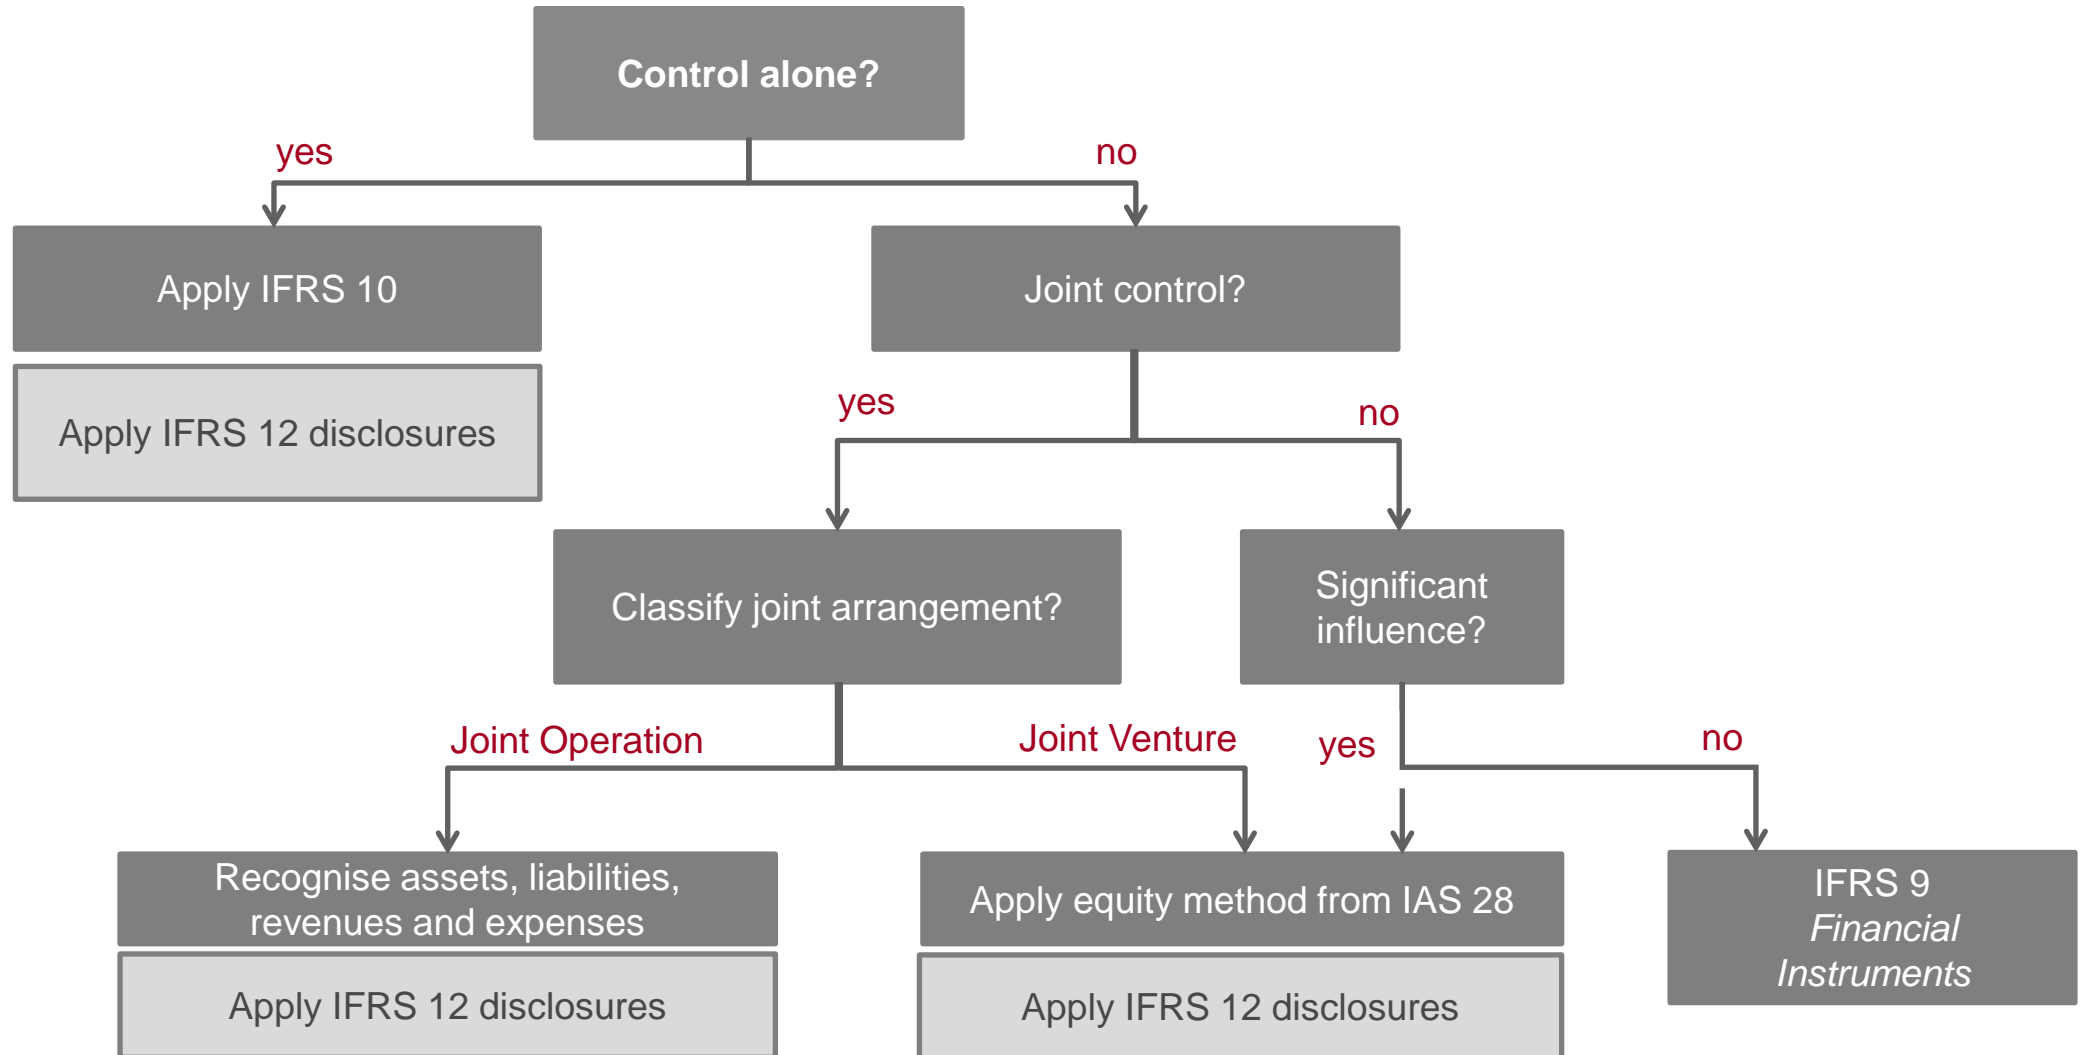 Control alone?
yes
no
Apply IFRS 10
Joint control?
Apply IFRS 12 disclosures
yes
no
Classify joint arrangement?
Significant
influence?
Joint Operation
Joint Venture
yes
no
Recognise assets, liabilities,
revenues and expenses
Apply equity method from IAS 28
IFRS 9
Financial
Instruments
Apply IFRS 12 disclosures
Apply IFRS 12 disclosures